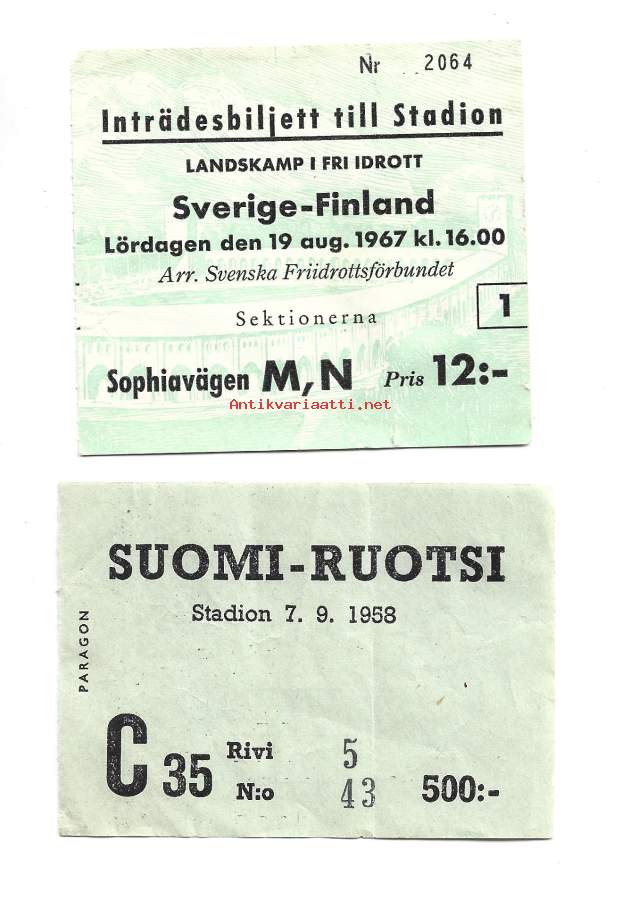 Nr 2064
Inträdesbiljett till Stadion
LANDSKAMP I FRI IDROTT
Sverige-Finland
Lördagen den 19 aug. 1967 kl. 16.00
Arr. Svenska Friidrottsförbundet
Sektionerna 1
Sophiavägen M, N Pris 12:-
Antikvariaatti.net
SUOMI-RUOTSI
Stadion 7. 9. 1958
PARAGON
C 35 Rivi 5
N:o 43 500:-